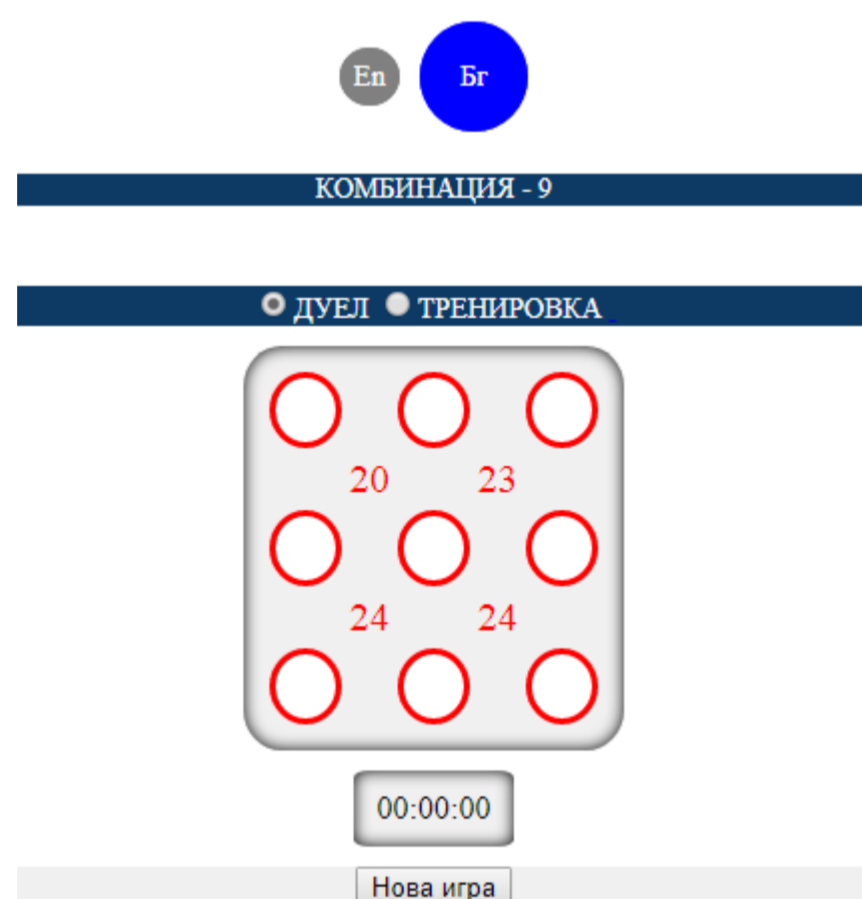 En Бг
КОМБИНАЦИЯ - 9
ДУЕЛ ТРЕНИРОВКА
20 23
24 24
00:00:00
Нова игра